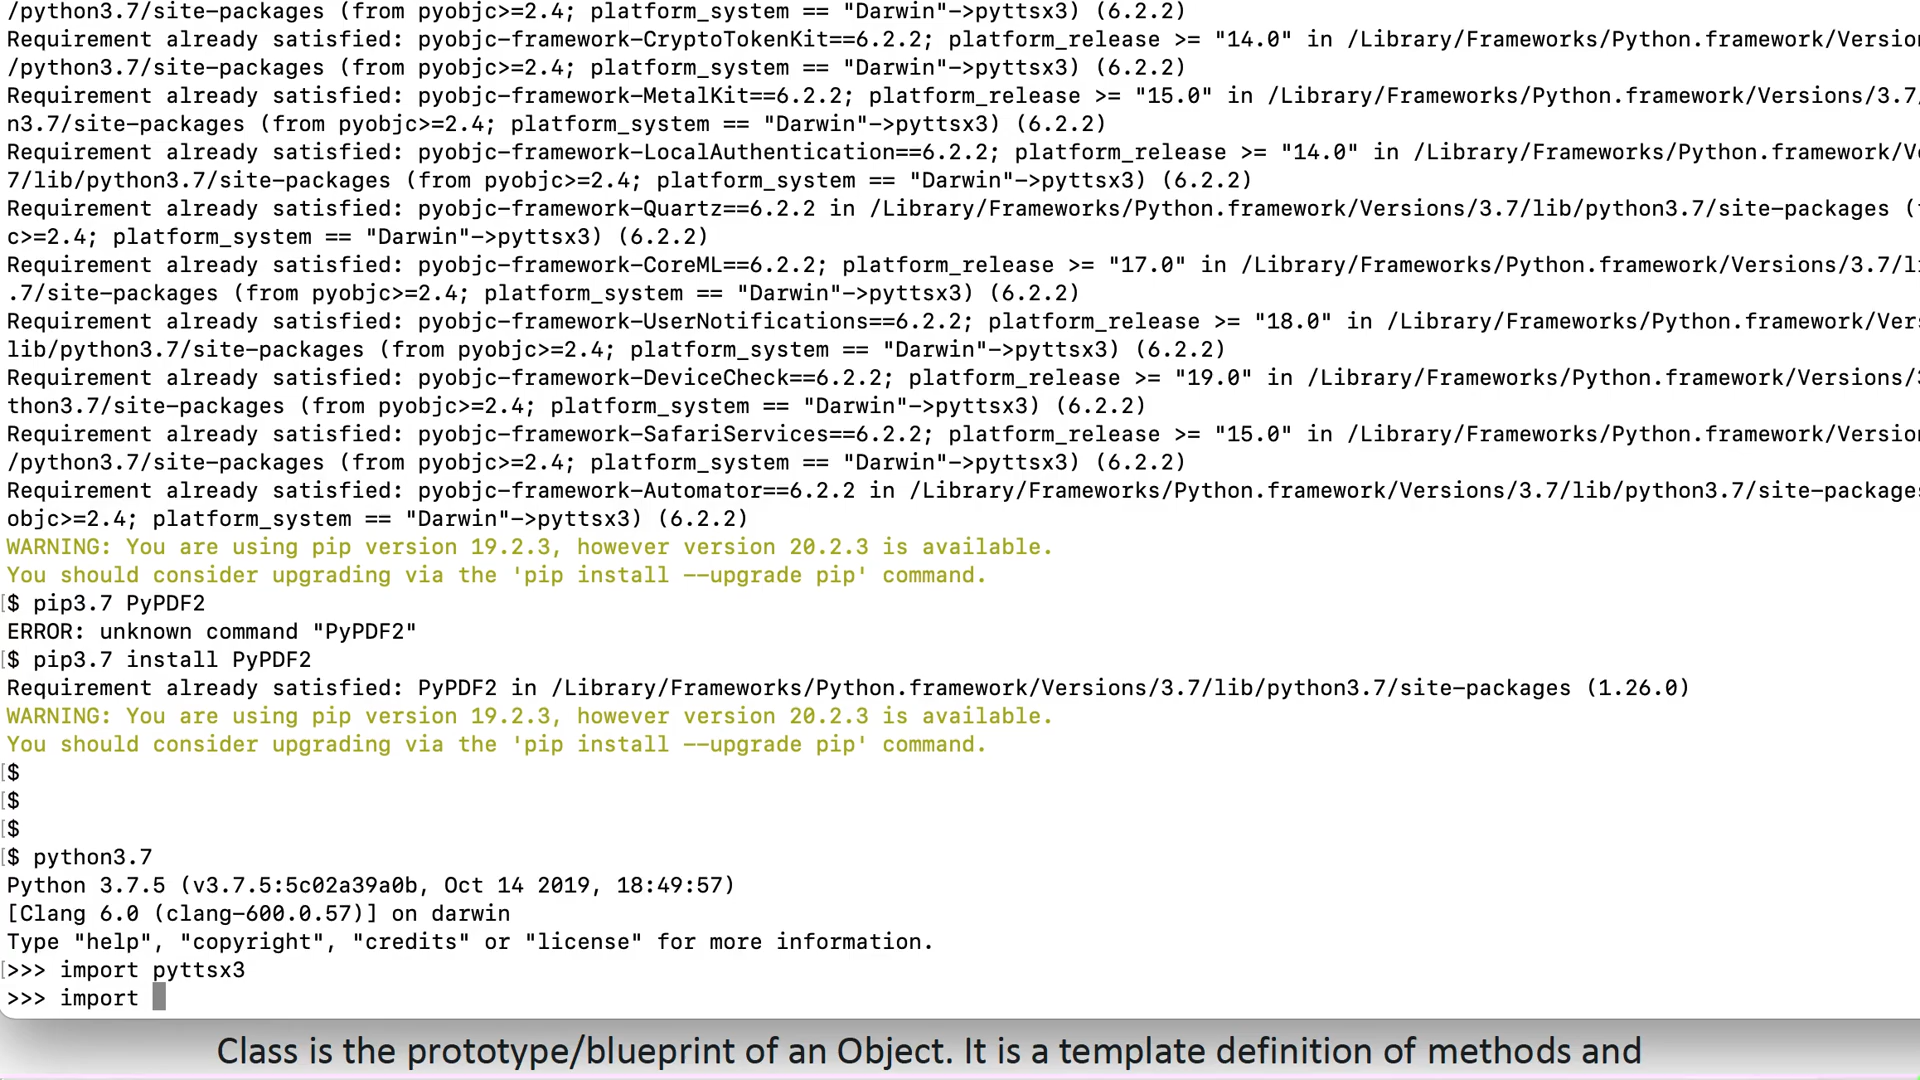 /python3.7/site-packages (from pyobjc>=2.4; platform_system == "Darwin"->pyttsx3) (6.2.2)
Requirement already satisfied: pyobjc-framework-CryptoTokenKit==6.2.2; platform_release >= "14.0" in /Library/Frameworks/Python.framework/Versio
/python3.7/site-packages (from pyobjc>=2.4; platform_system == "Darwin"->pyttsx3) (6.2.2)
Requirement already satisfied: pyobjc-framework-MetalKit==6.2.2; platform_release >= "15.0" in /Library/Frameworks/Python.framework/Versions/3.7
n3.7/site-packages (from pyobjc>=2.4; platform_system == "Darwin"->pyttsx3) (6.2.2)
Requirement already satisfied: pyobjc-framework-LocalAuthentication==6.2.2; platform_release >= "14.0" in /Library/Frameworks/Python.framework/V
7/lib/python3.7/site-packages (from pyobjc>=2.4; platform_system == "Darwin"->pyttsx3) (6.2.2)
Requirement already satisfied: pyobjc-framework-Quartz==6.2.2 in /Library/Frameworks/Python.framework/Versions/3.7/lib/python3.7/site-packages (
c>=2.4; platform_system == "Darwin"->pyttsx3) (6.2.2)
Requirement already satisfied: pyobjc-framework-CoreML==6.2.2; platform_release >= "17.0" in /Library/Frameworks/Python.framework/Versions/3.7/l
.7/site-packages (from pyobjc>=2.4; platform_system == "Darwin"->pyttsx3) (6.2.2)
Requirement already satisfied: pyobjc-framework-UserNotifications==6.2.2; platform_release >= "18.0" in /Library/Frameworks/Python.framework/Ver
lib/python3.7/site-packages (from pyobjc>=2.4; platform_system == "Darwin"->pyttsx3) (6.2.2)
Requirement already satisfied: pyobjc-framework-DeviceCheck==6.2.2; platform_release >= "19.0" in /Library/Frameworks/Python.framework/Versions/
thon3.7/site-packages (from pyobjc>=2.4; platform_system == "Darwin"->pyttsx3) (6.2.2)
Requirement already satisfied: pyobjc-framework-SafariServices==6.2.2; platform_release >= "15.0" in /Library/Frameworks/Python.framework/Versio
/python3.7/site-packages (from pyobjc>=2.4; platform_system == "Darwin"->pyttsx3) (6.2.2)
Requirement already satisfied: pyobjc-framework-Automator==6.2.2 in /Library/Frameworks/Python.framework/Versions/3.7/lib/python3.7/site-package
objc>=2.4; platform_system == "Darwin"->pyttsx3) (6.2.2)
WARNING: You are using pip version 19.2.3, however version 20.2.3 is available.
You should consider upgrading via the 'pip install --upgrade pip' command.
[$ pip3.7 PyPDF2
ERROR: unknown command "PyPDF2"
[$ pip3.7 install PyPDF2
Requirement already satisfied: PyPDF2 in /Library/Frameworks/Python.framework/Versions/3.7/lib/python3.7/site-packages (1.26.0)
WARNING: You are using pip version 19.2.3, however version 20.2.3 is available.
You should consider upgrading via the 'pip install --upgrade pip' command.
[$
[$
[$
[$ python3.7
Python 3.7.5 (v3.7.5:5c02a39a0b, Oct 14 2019, 18:49:57)
[Clang 6.0 (clang-600.0.57)] on darwin
Type "help", "copyright", "credits" or "license" for more information.
[>>> import pyttsx3
>>> import
Class is the prototype/blueprint of an Object. It is a template definition of methods and